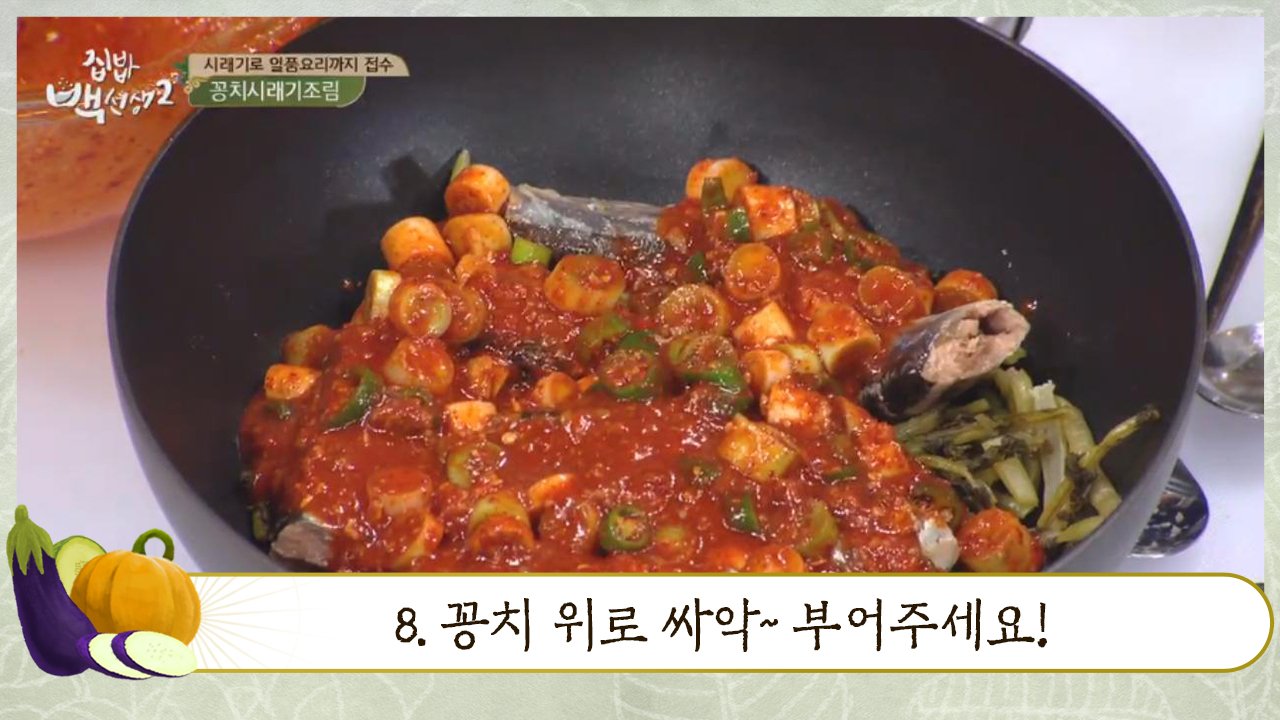 집밥
백선생2
시래기로 일품요리까지 접수
꽁치시래기조림
8. 꽁치 위로 싸악~ 부어주세요!